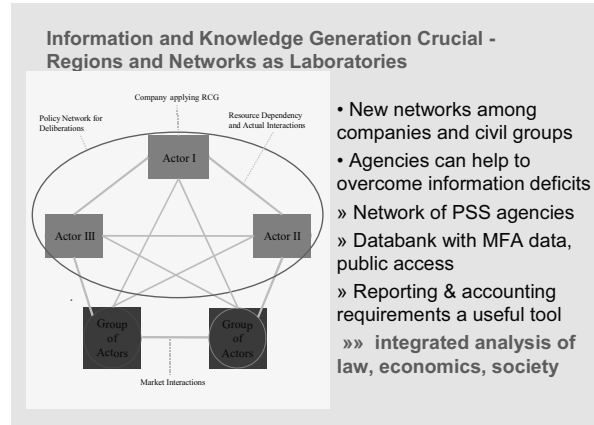 Information and Knowledge Generation Crucial -
Regions and Networks as Laboratories
Company applying RCG
Policy Network for
Deliberations
Resource Dependency
and Actual Interactions
Actor I
Actor III
Actor II
Group
of
Actors
Group
of
Actors
Market Interactions
• New networks among
companies and civil groups
• Agencies can help to
overcome information deficits
» Network of PSS agencies
» Databank with MFA data,
public access
» Reporting & accounting
requirements a useful tool
»» integrated analysis of
law, economics, society